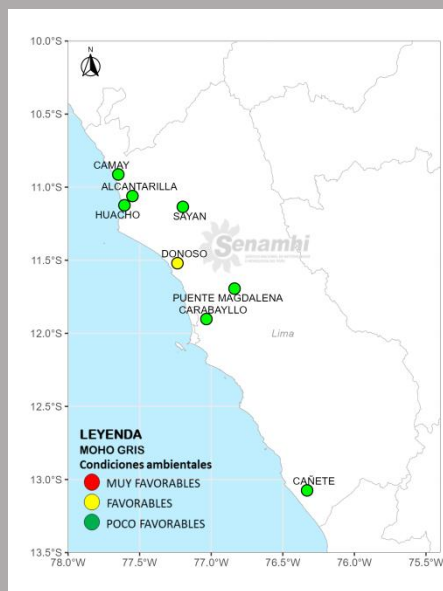 10.0°S
N
10.5°S
CAMAY
11.0°S
ALCANTARILLA
HUACHO
SAYAN
Senamhi
DONOSO
11.5°S
PUENTE MAGDALENA
CARABAYLLO
12.0°S
Lima
12.5°S
LEYENDA
MOHO GRIS
Condiciones ambientales
CAÑETE
13.0°S
MUY FAVORABLES
FAVORABLES
POCO FAVORABLES
13.5°S
78.0°W 77.5°W 77.0°W 76.5°W 76.0°W 75.5°W